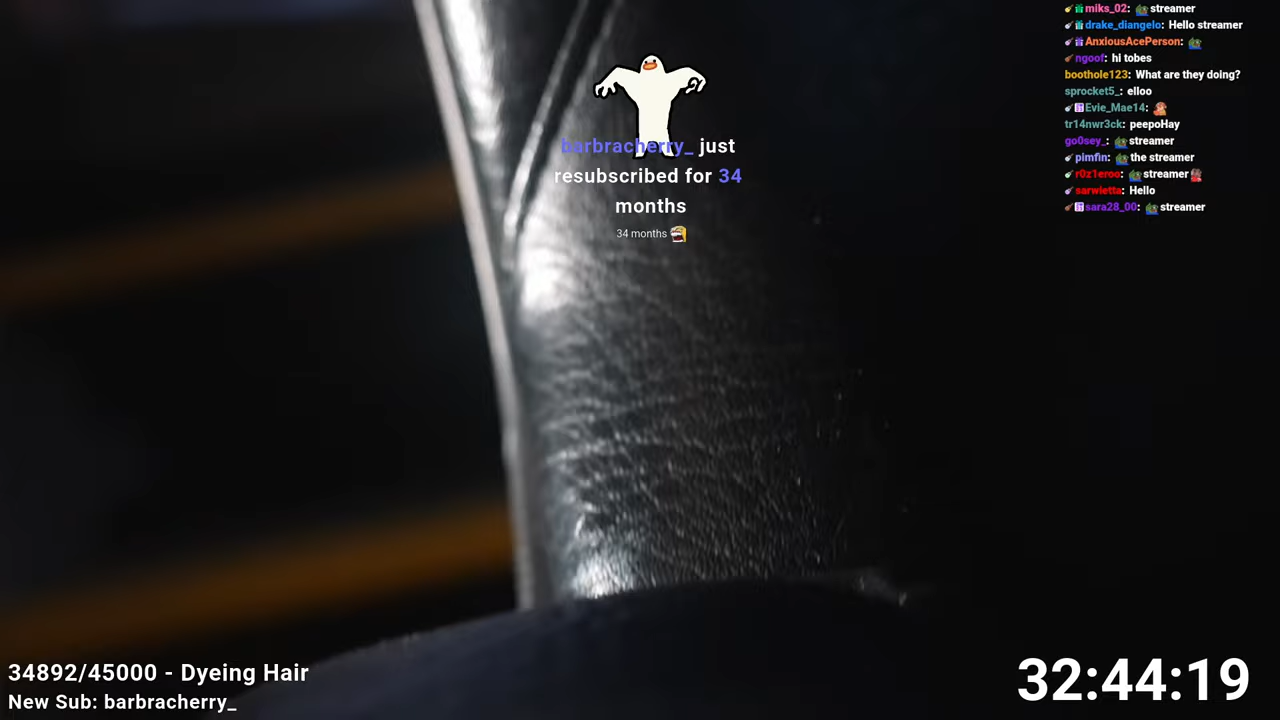 miks_02: streamer
drake_diangelo: Hello streamer
AnxiousAcePerson:
ngoof: hi tobes
boothole123: What are they doing?
sprocket5_: elloo
Evie_Mae14:
tr14nwr3ck: peepoHay
go0sey_: streamer
pimfin: the streamer
r0z1eroo: streamer
sarwietta: Hello
sara28_00: streamer
barbracherry_ just
resubscribed for 34
months
34 months
34892/45000 - Dyeing Hair
New Sub: barbracherry_
32:44:19